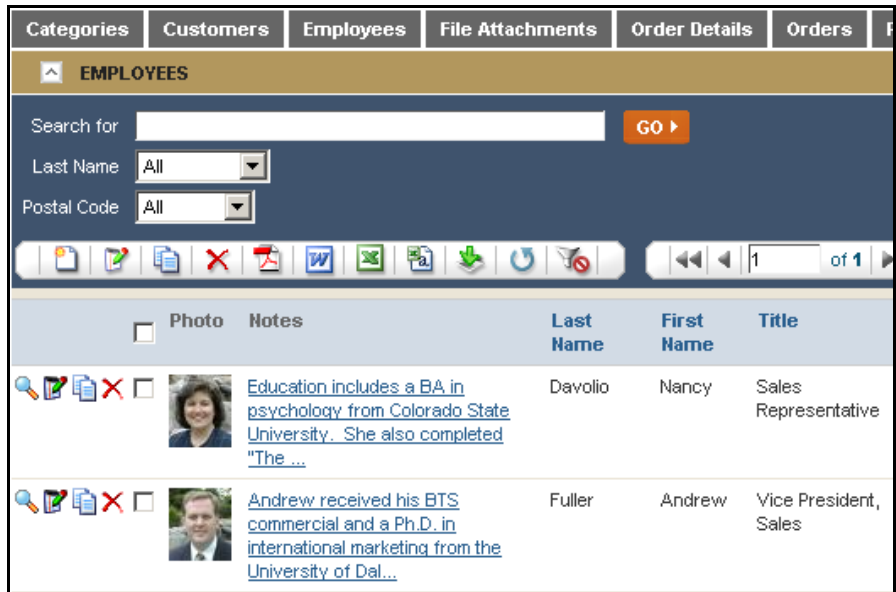 Categories Customers Employees File Attachments Order Details Orders
EMPLOYEES
Search for GO
Last Name All
Postal Code All
1 of 1
Photo Notes Last Name First Name Title
Education includes a BA in
psychology from Colorado State
University. She also completed
"The ...
Davolio Nancy Sales
Representative
Andrew received his BTS
commercial and a Ph.D. in
international marketing from the
University of Dal...
Fuller Andrew Vice President,
Sales